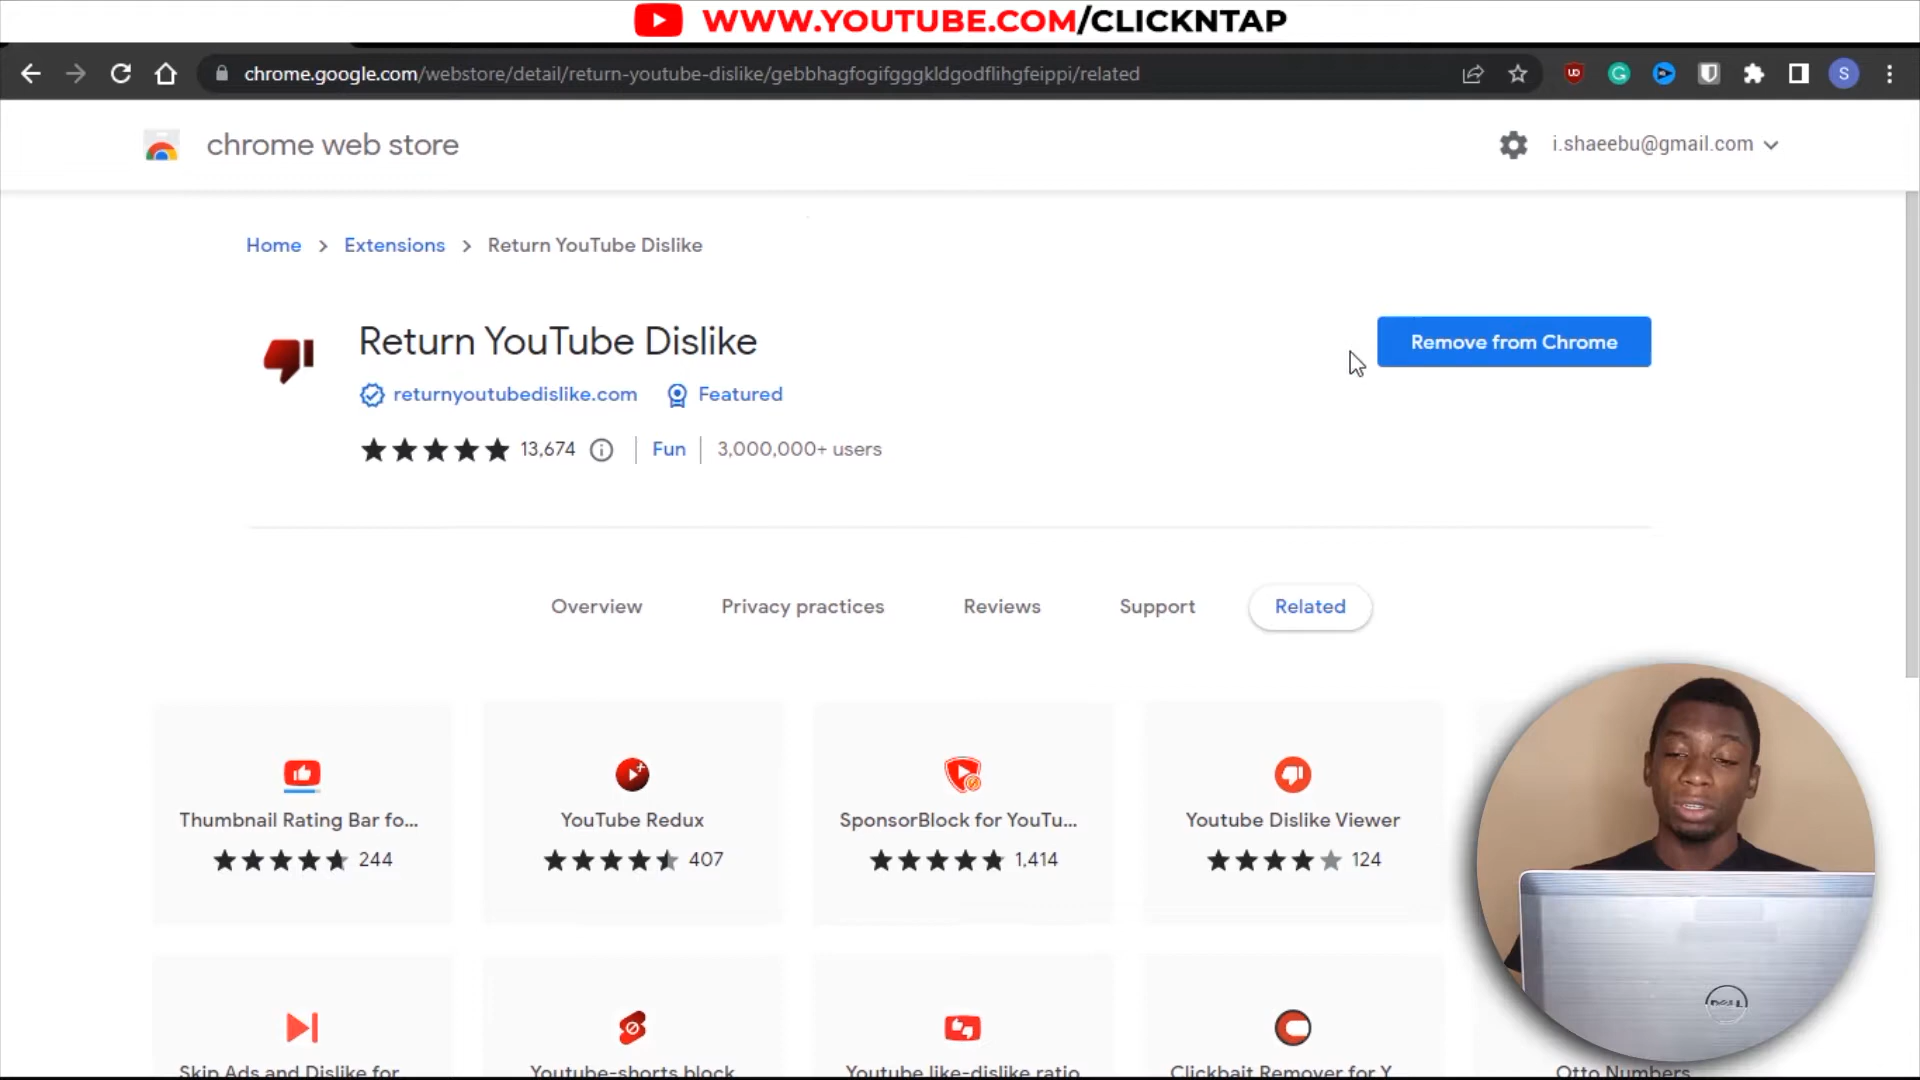 WWW.YOUTUBE.COM/CLICKNTAP
chrome.google.com/webstore/detail/return-youtube-dislike/gebbhagfogifgggkldgodflihgfeippi/related
UD
G
S
chrome web store
i.shaeebu@gmail.com
Home > Extensions > Return YouTube Dislike
Return YouTube Dislike
Remove from Chrome
returnyoutubedislike.com Featured
13,674 Fun 3,000,000+ users
Overview Privacy practices Reviews Support Related
Thumbnail Rating Bar fo... YouTube Redux SponsorBlock for YouTu... Youtube Dislike Viewer
244 407 1,414 124
DELL
Skip Ads and Dislike for Youtube-shorts block Youtube like-dislike ratio Clickbait Remover for Y Otto Numbers